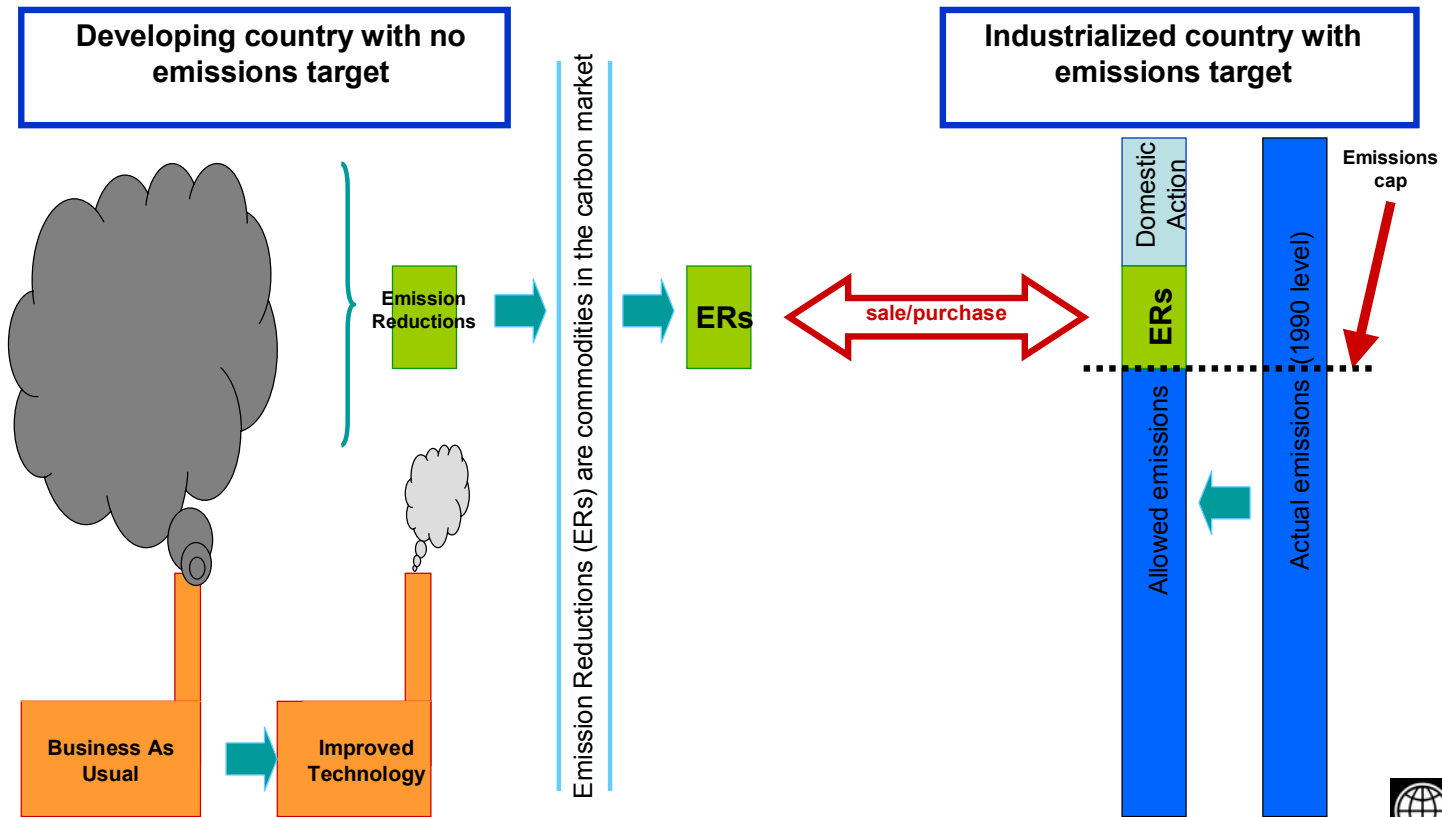 Developing country with no
emissions target
Industrialized country with
emissions target
Emission Reductions (ERs) are commodities in the carbon market
Emission
Reductions
ERs
sale/purchase
Domestic
Action
ERs
Allowed emissions
Actual emissions (1990 level)
Emissions
cap
Business As
Usual
Improved
Technology